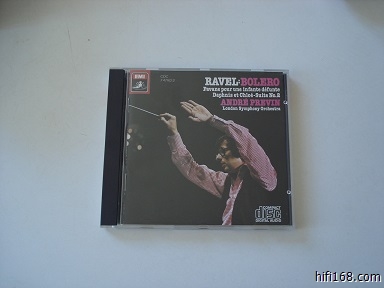 EMI
RAVEL: BOLERO
Pavane pour une infante défunte
Daphnis et Chloé-Suite No.2
ANDRÉ PREVIN
London Symphony Orchestra
COMPACT
disc
DIGITAL AUDIO
hifi168.com